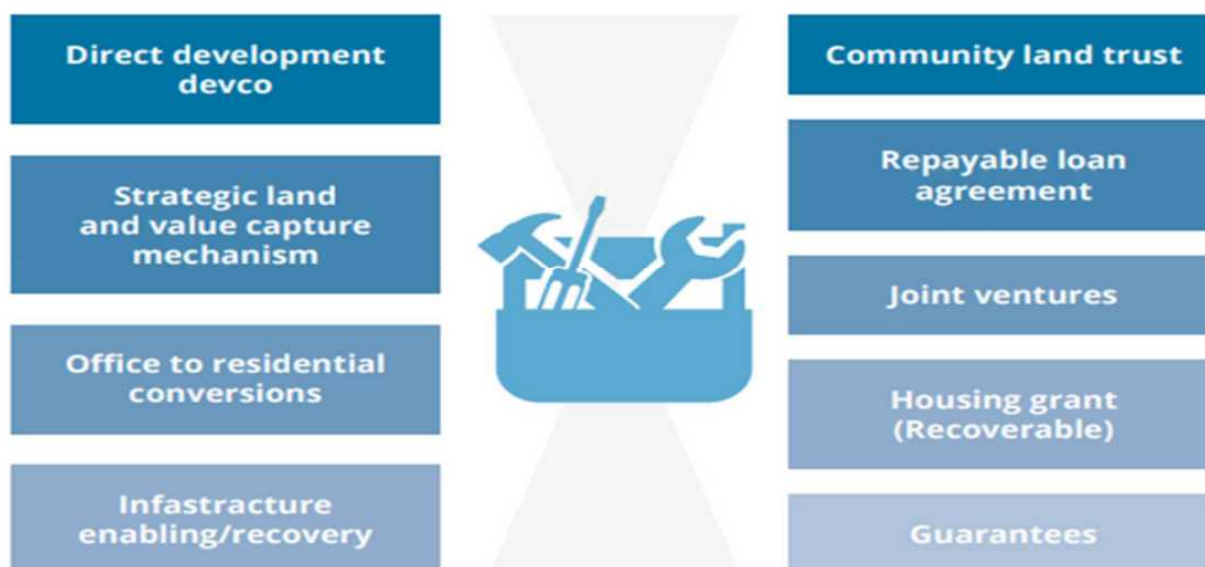 Direct development
devco
Strategic land
and value capture
mechanism
Office to residential
conversions
Infastracture
enabling/recovery
Community land trust
Repayable loan
agreement
Joint ventures
Housing grant
(Recoverable)
Guarantees